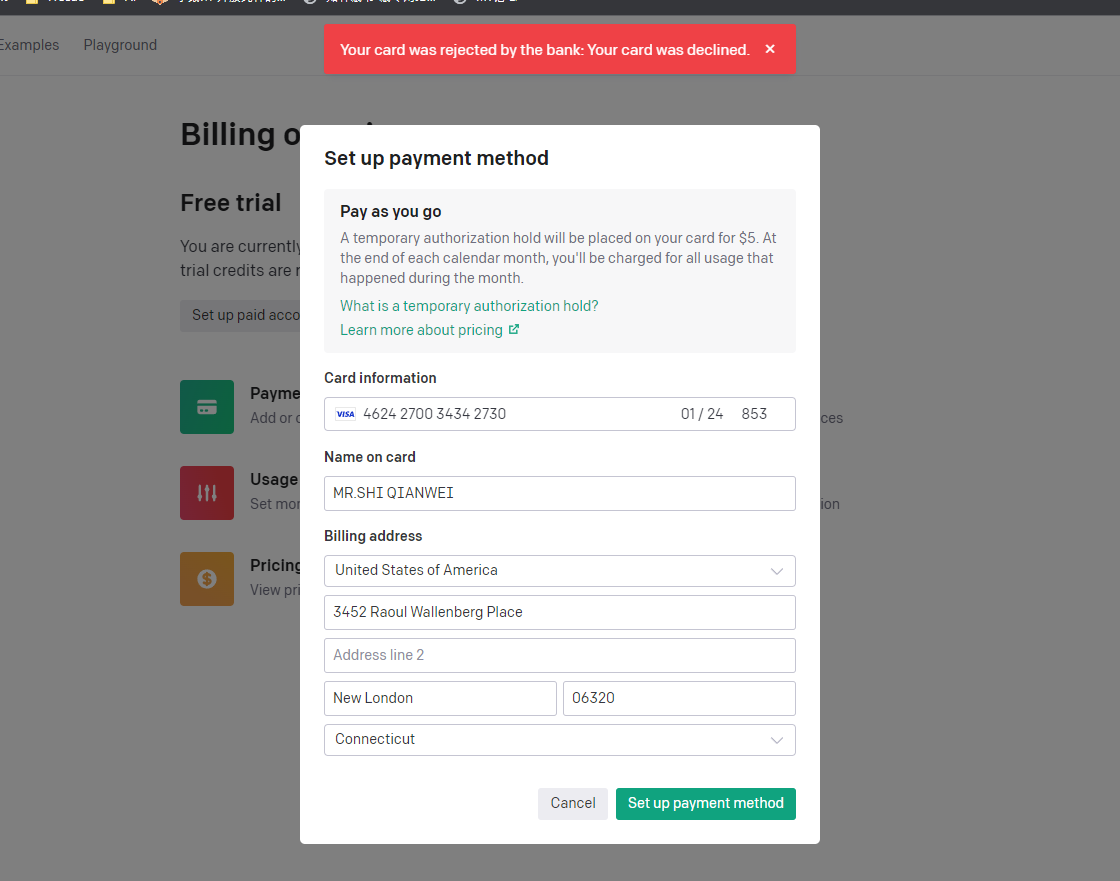 Examples
Playground
Your card was rejected by the bank: Your card was declined. ×
Billing o
Set up payment method
Free trial
Pay as you go
You are currently
trial credits are
A temporary authorization hold will be placed on your card for $5. At
the end of each calendar month, you'll be charged for all usage that
happened during the month.
What is a temporary authorization hold?
Learn more about pricing
Set up paid acco
Card information
VISA 4624 2700 3434 2730 01 / 24 853
Payme
Add or c
ces
Name on card
MR.SHI QIANWEI
Usage
Set mon
ion
Billing address
United States of America
Pricing
View pri
3452 Raoul Wallenberg Place
Address line 2
New London
06320
Connecticut
Cancel
Set up payment method